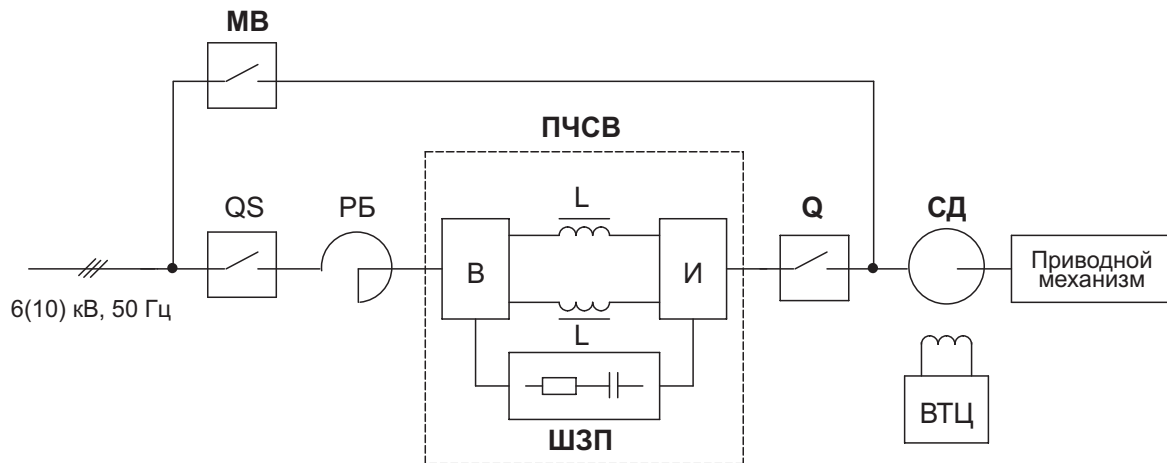 МВ
ПЧСВ
QS
РБ
L
Q
СД
В
И
Приводной
механизм
6(10) кВ, 50 Гц
L
ВТЦ
ШЗП